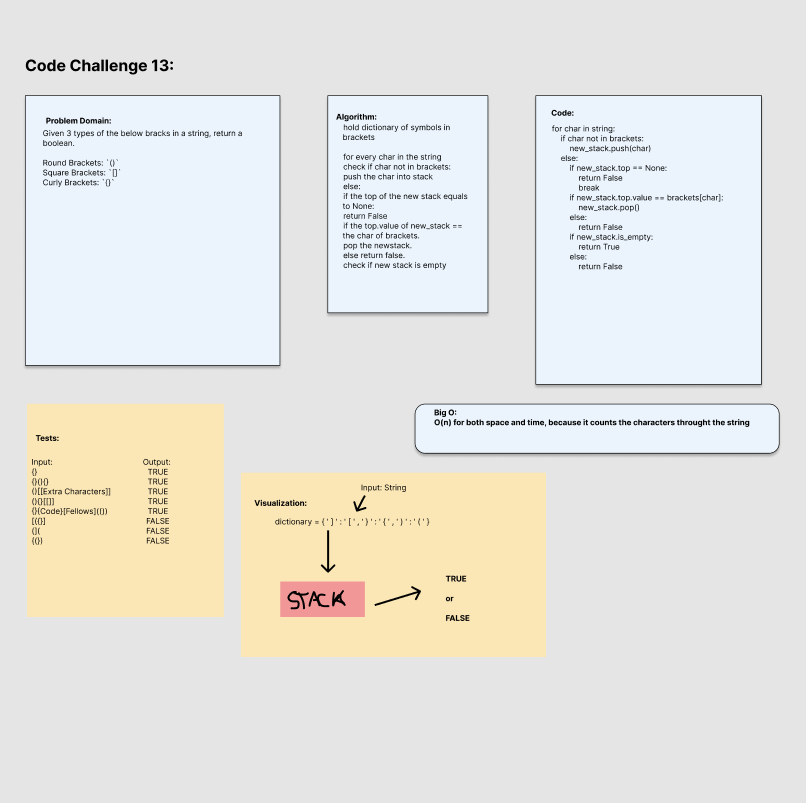 Code Challenge 13:
Problem Domain:
Given 3 types of the below bracks in a string, return a
boolean.
Round Brackets: `()`
Square Brackets: `[]`
Curly Brackets: `{}`
Algorithm:
hold dictionary of symbols in
brackets
for every char in the string
check if char not in brackets:
push the char into stack
else:
if the top of the new stack equals
to None:
return False
if the top.value of new_stack ==
the char of brackets.
pop the newstack.
else return false.
check if new stack is empty
Code:
for char in string:
if char not in brackets:
new_stack.push(char)
else:
if new_stack.top == None:
return False
break
if new_stack.top.value == brackets[char]:
new_stack.pop()
else:
return False
if new_stack.is_empty:
return True
else:
return False
Big O:
O(n) for both space and time, because it counts the characters throught the string
Tests:
Input: Output:
{} TRUE
{}(){} TRUE
()[[Extra Characters]] TRUE
(){}[[]] TRUE
{}{Code}[Fellows](()) TRUE
[({}] FALSE
(]( FALSE
{(}) FALSE
Input: String
Visualization:
dictionary = {']':'[','}':'{',')':'('}
STACK
TRUE
or
FALSE